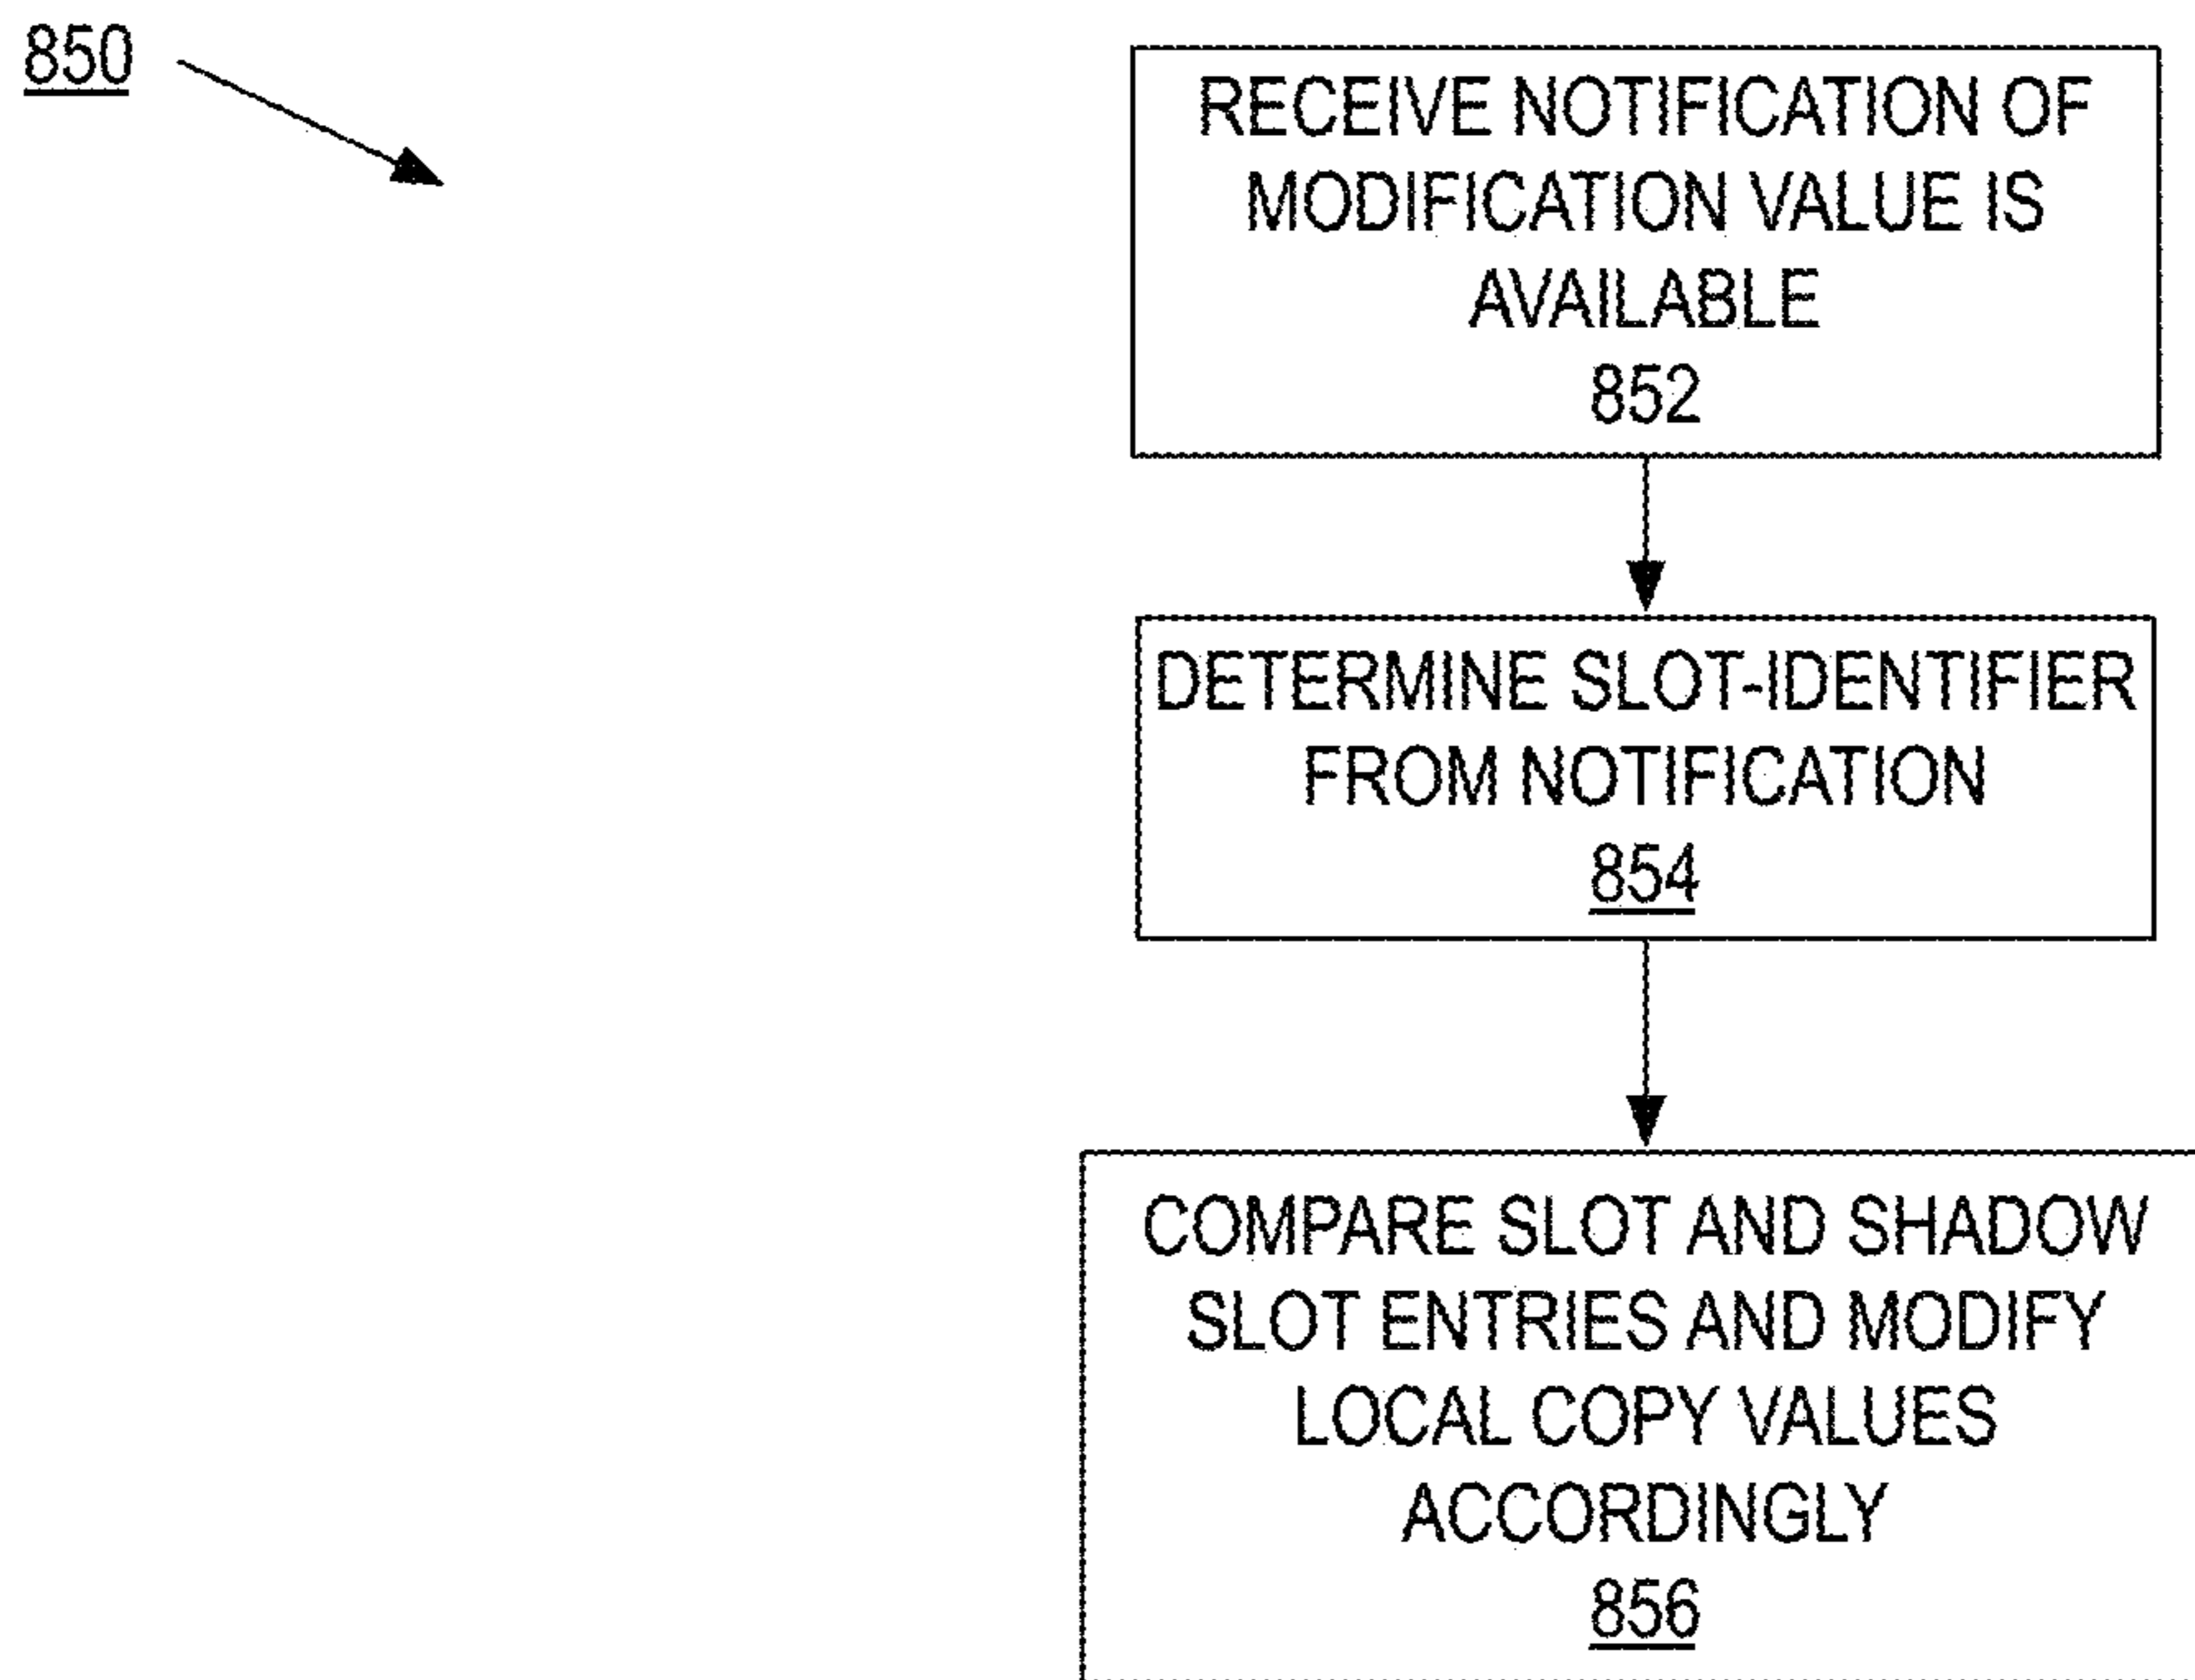 850
RECEIVE NOTIFICATION OF
MODIFICATION VALUE IS
AVAILABLE
852
DETERMINE SLOT-IDENTIFIER
FROM NOTIFICATION
854
COMPARE SLOT AND SHADOW
SLOT ENTRIES AND MODIFY
LOCAL COPY VALUES
ACCORDINGLY
856